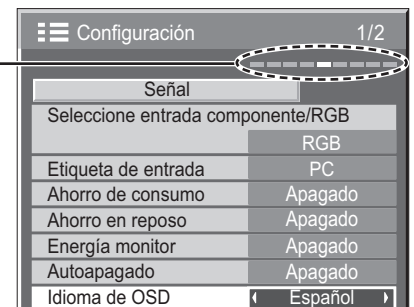 Configuración 1/2
Señal
Seleccione entrada componente/RGB
RGB
Etiqueta de entrada PC
Ahorro de consumo Apagado
Ahorro en reposo Apagado
Energía monitor Apagado
Autoapagado Apagado
Idioma de OSD Español